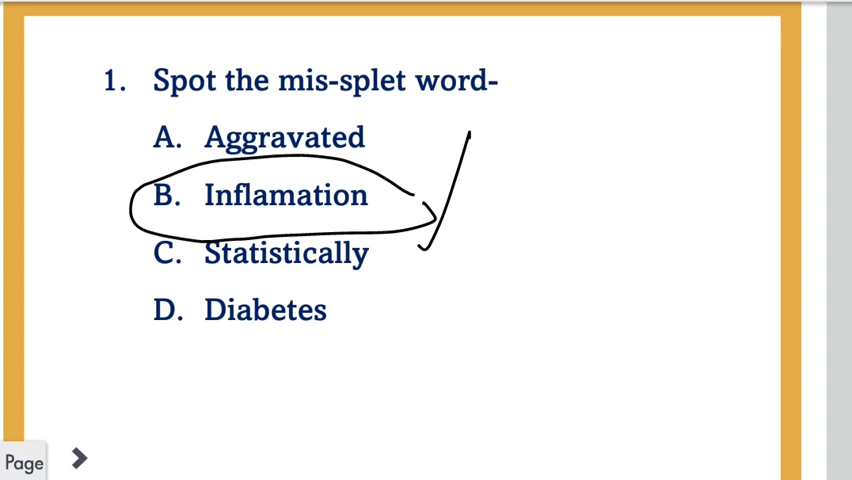 1. Spot the mis-splet word-
A. Aggravated
B. Inflamation
C. Statistically
D. Diabetes
Page